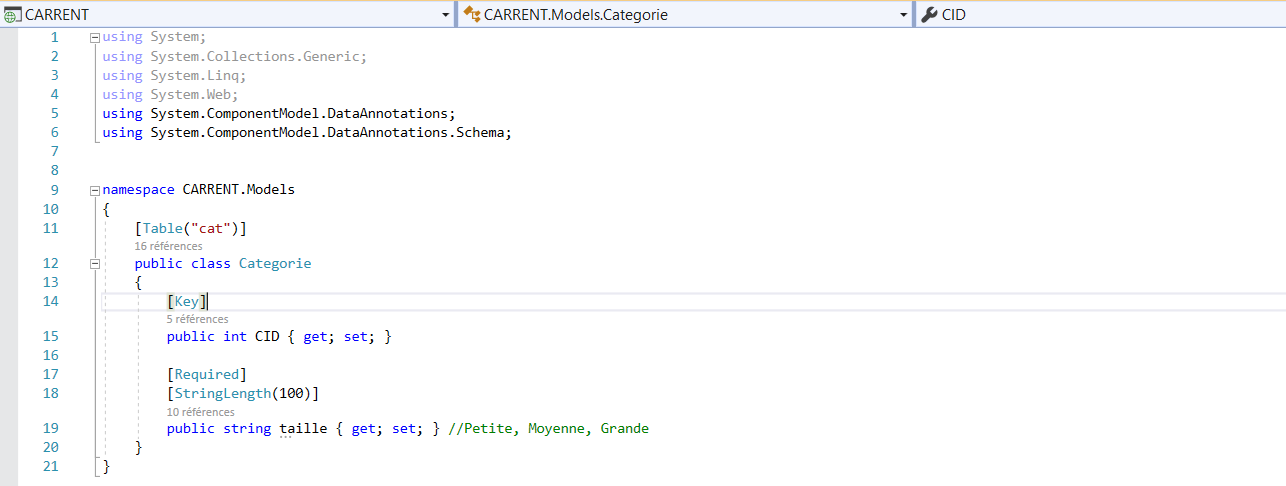 CARRENT CARRENT.Models.Categorie CID
1 using System;
2 using System.Collections.Generic;
3 using System.Linq;
4 using System.Web;
5 using System.ComponentModel.DataAnnotations;
6 using System.ComponentModel.DataAnnotations.Schema;
7
8
9 namespace CARRENT.Models
10 {
11 [Table("cat")]
16 références
12 public class Categorie
13 {
14 [Key]
5 références
15 public int CID { get; set; }
16
17 [Required]
18 [StringLength(100)]
10 références
19 public string taille { get; set; } //Petite, Moyenne, Grande
20 }
21 }